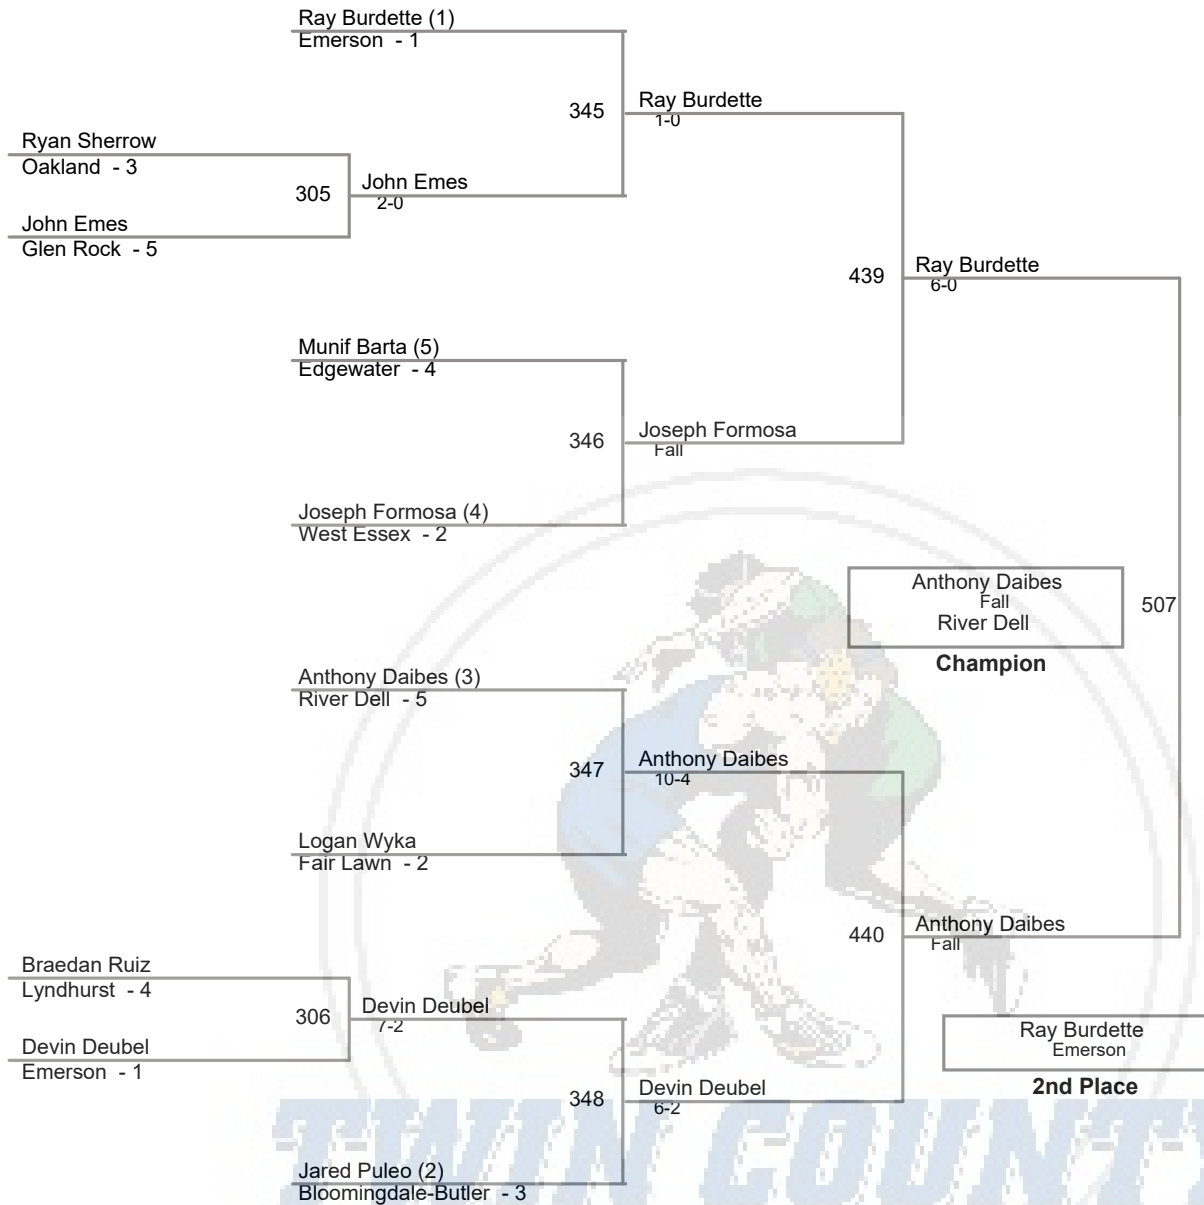 Ray Burdette (1)
Emerson - 1
345
Ray Burdette
1-0
Ryan Sherrow
Oakland - 3
305
John Emes
2-0
John Emes
Glen Rock - 5
439
Ray Burdette
6-0
Munif Barta (5)
Edgewater - 4
346
Joseph Formosa
Fall
Joseph Formosa (4)
West Essex - 2
Anthony Daibes
Fall
River Dell
507
Champion
Anthony Daibes (3)
River Dell - 5
347
Anthony Daibes
10-4
Logan Wyka
Fair Lawn - 2
440
Anthony Daibes
Fall
Braedan Ruiz
Lyndhurst - 4
306
Devin Deubel
7-2
Devin Deubel
Emerson - 1
Ray Burdette
Emerson
2nd Place
348
Devin Deubel
6-2
Jared Puleo (2)
Bloomingdale-Butler - 3
TWIN COUNTY